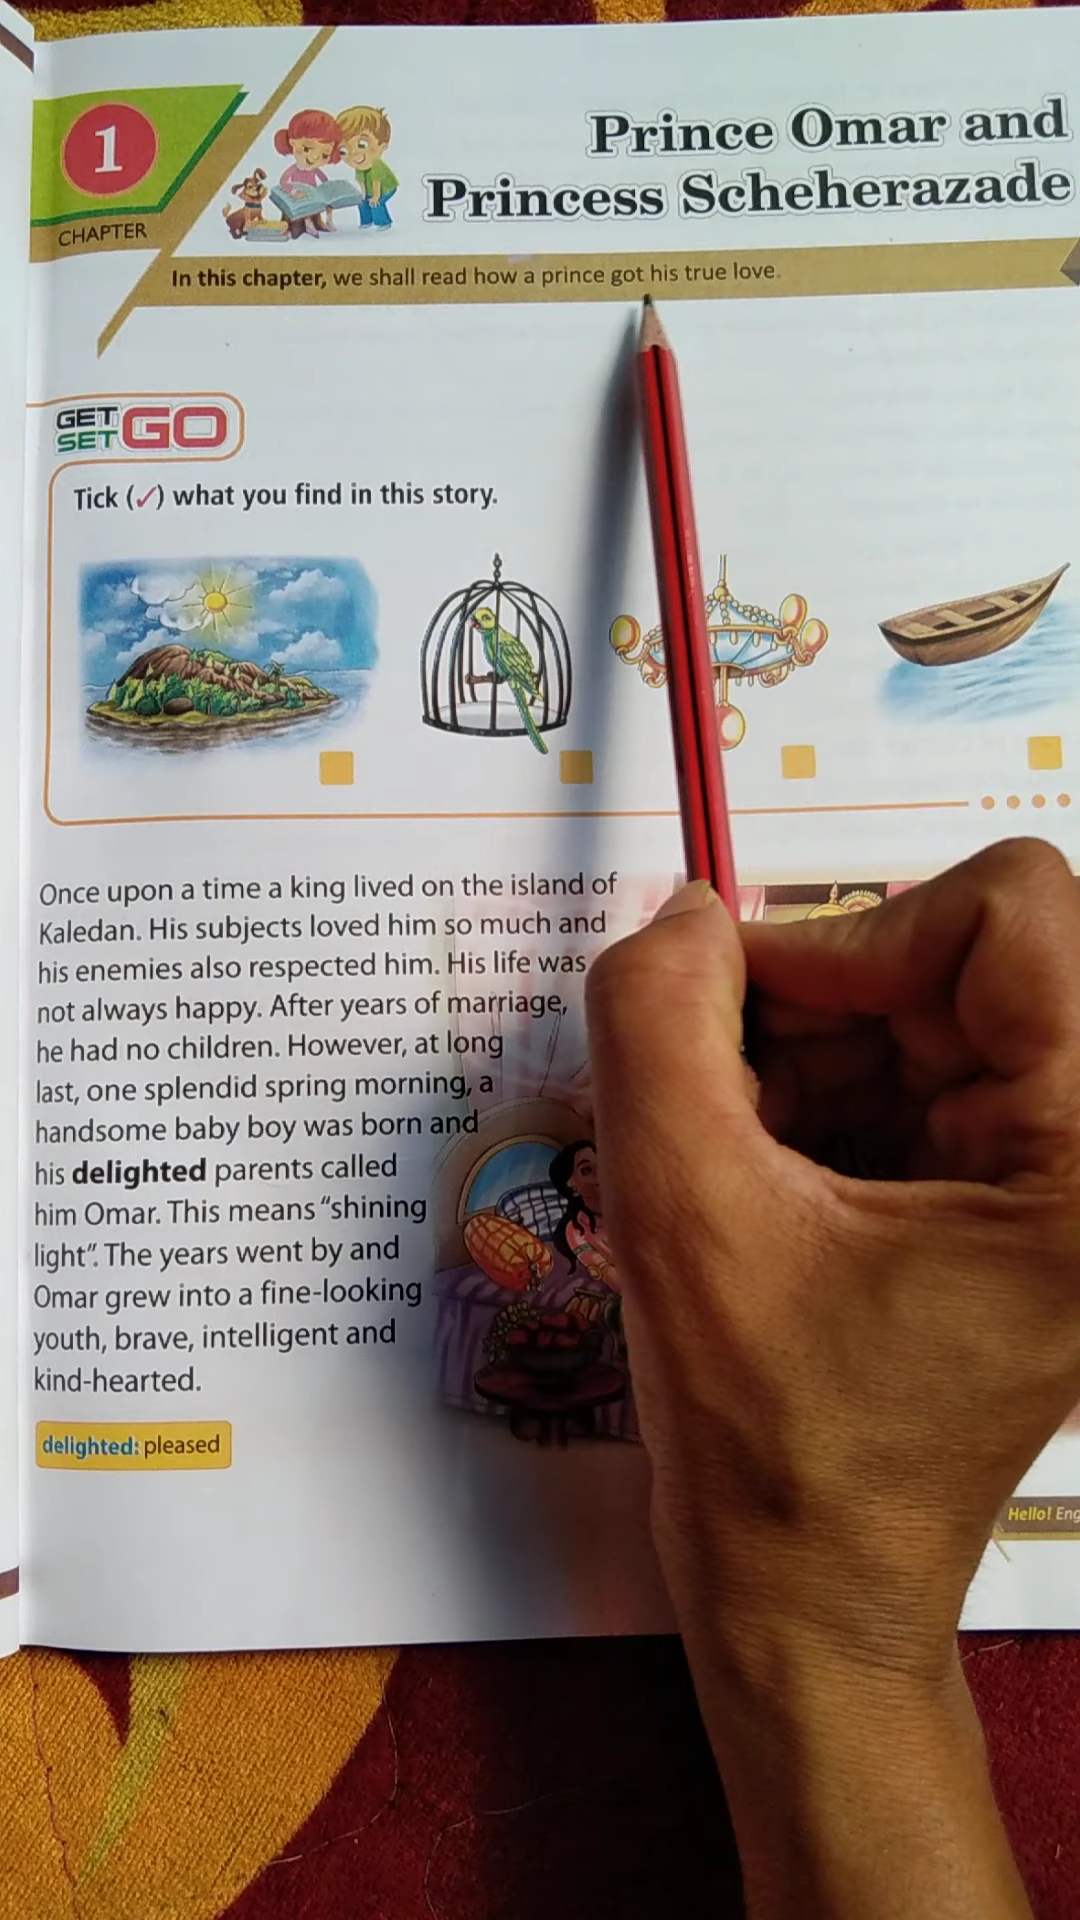 1
CHAPTER
Prince Omar and
Princess Scheherazade
In this chapter, we shall read how a prince got his true love.
GET
SET GO
Tick (✓) what you find in this story.
Once upon a time a king lived on the island of
Kaledan. His subjects loved him so much and
his enemies also respected him. His life was
not always happy. After years of marriage,
he had no children. However, at long
last, one splendid spring morning, a
handsome baby boy was born and
his delighted parents called
him Omar. This means “shining
light”. The years went by and
Omar grew into a fine-looking
youth, brave, intelligent and
kind-hearted.
delighted: pleased
Hello! Eng